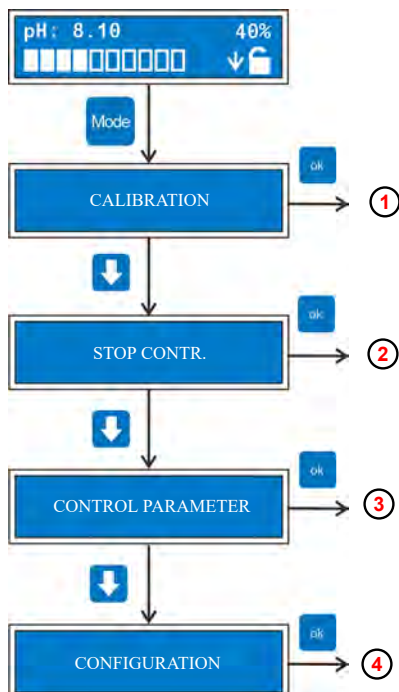 pH: 8.10 40%
Mode
ok
CALIBRATION
1
ok
STOP CONTR.
2
ok
CONTROL PARAMETER
3
ok
CONFIGURATION
4